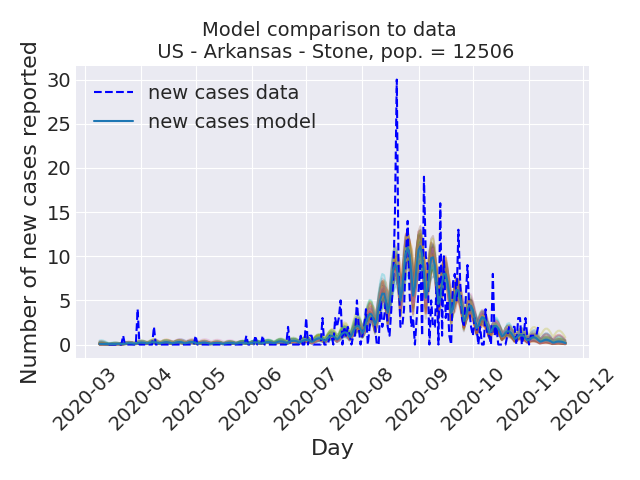 Model comparison to data
US - Arkansas - Stone, pop. = 12506
Number of new cases reported
30
25
20
15
10
5
0
new cases data
new cases model
2020-03
2020-04
2020-05
2020-06
2020-07
2020-08
2020-09
2020-10
2020-11
2020-12
Day